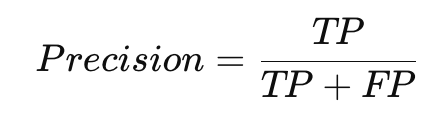 Precision = TP / (TP + FP)